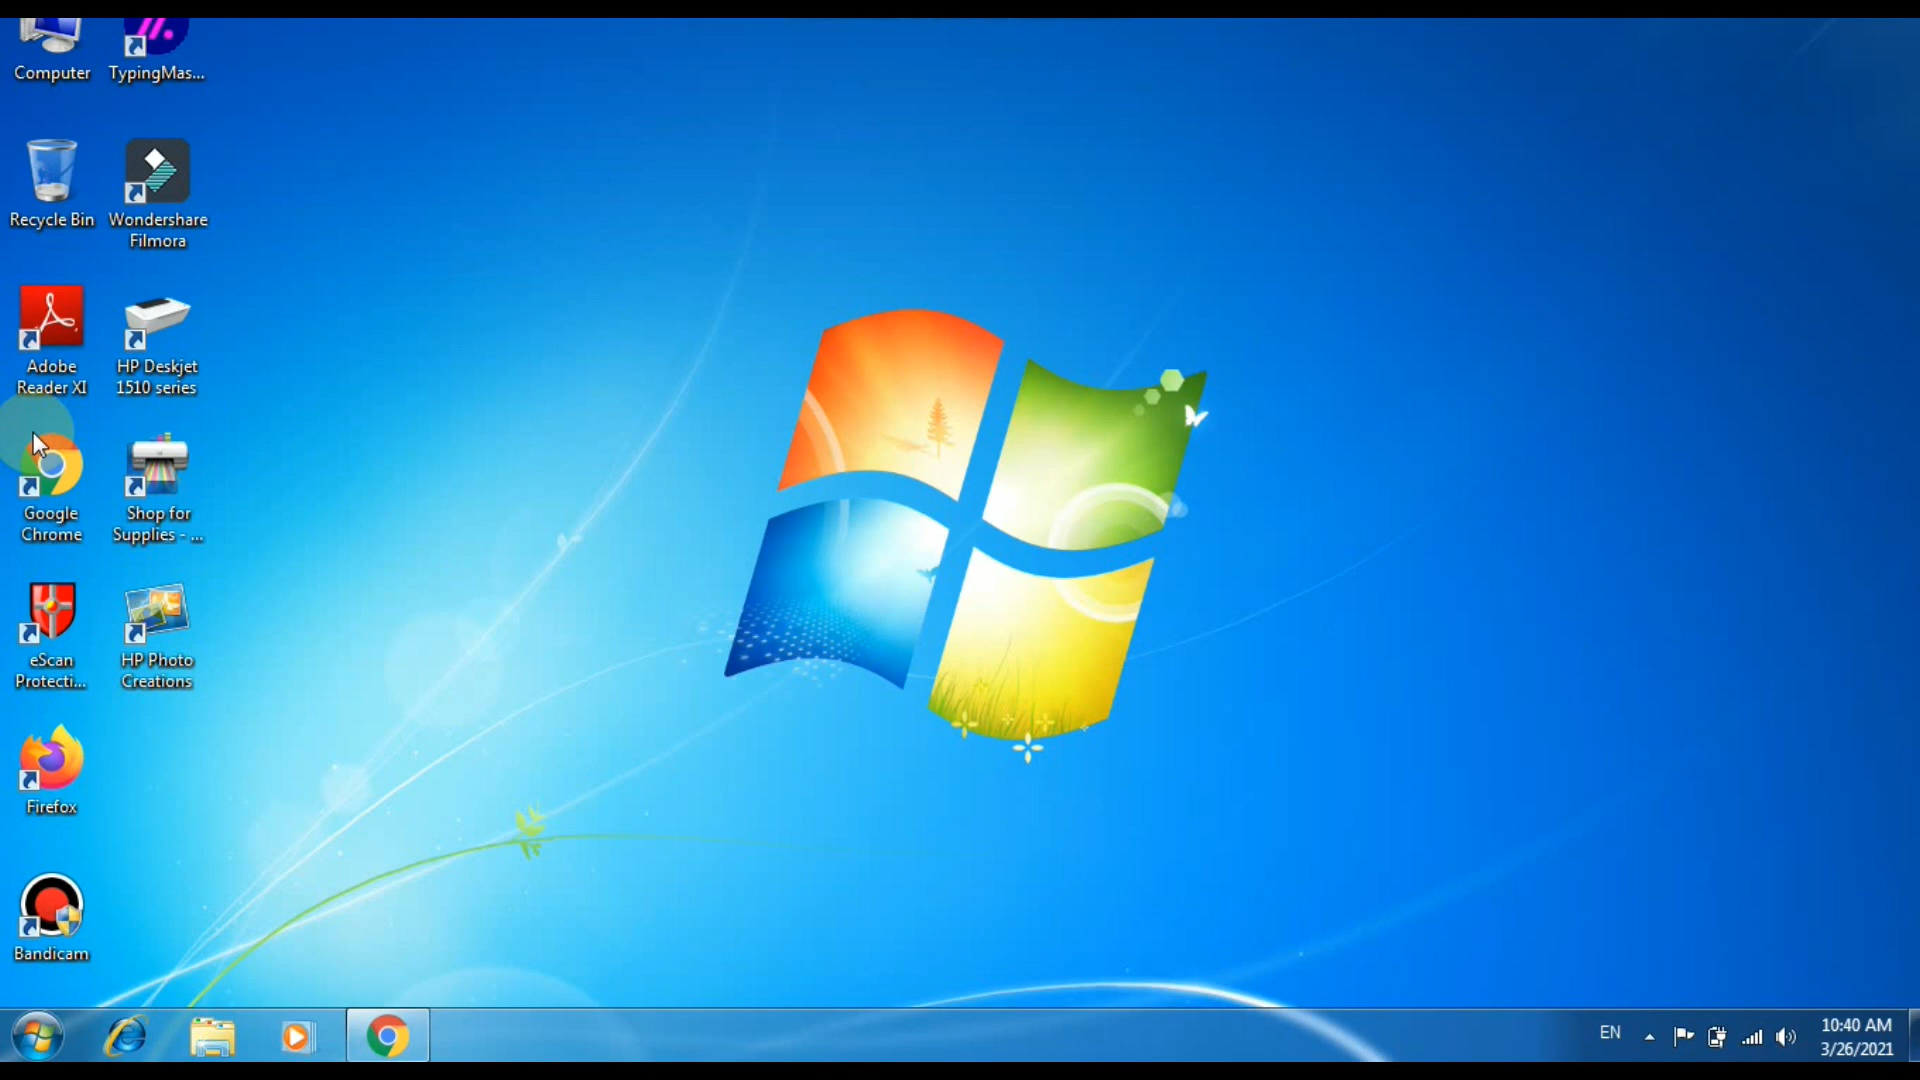 Computer
TypingMas...
Recycle Bin
Wondershare
Filmora
Adobe
Reader XI
HP Deskjet
1510 series
Google
Chrome
Shop for
Supplies - ...
eScan
Protecti...
HP Photo
Creations
Firefox
Bandicam
EN
10:40 AM
3/26/2021